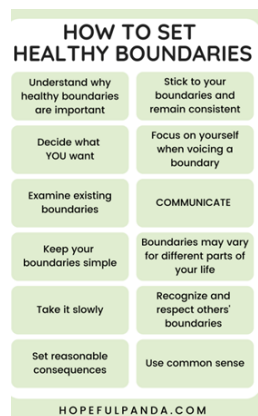 HOW TO SET
HEALTHY BOUNDARIES
Understand why
healthy boundaries
are important
Stick to your
boundaries and
remain consistent
Decide what
YOU want
Focus on yourself
when voicing a
boundary
Examine existing
boundaries
COMMUNICATE
Keep your
boundaries simple
Boundaries may vary
for different parts of
your life
Take it slowly
Recognize and
respect others'
boundaries
Set reasonable
consequences
Use common sense
HOPEFULPANDA.COM